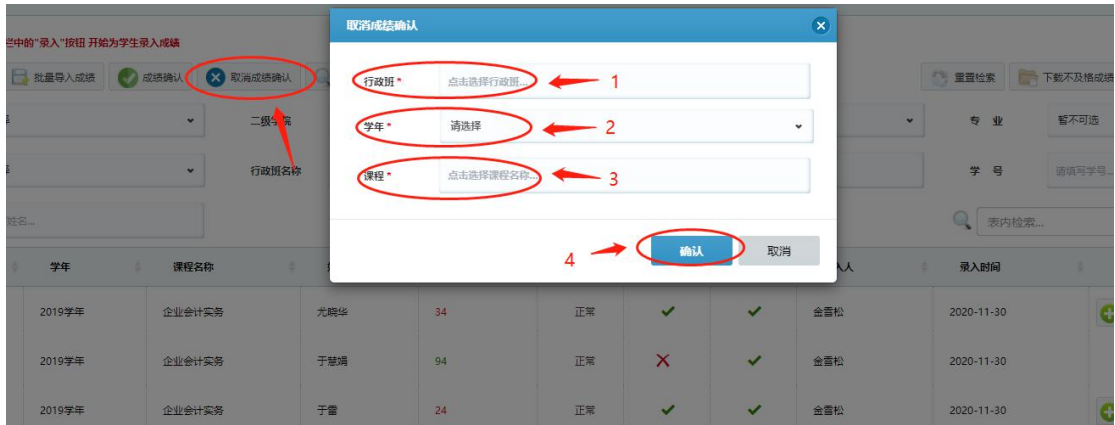 取消成绩确认
栏中的“录入”按钮 开始为学生录入成绩
批量导入成绩 成绩确认 取消成绩确认 重置检索 下载不及格成绩
行政班 * 点击选择行政班... 1
二级学院 学年 * 请选择 2 专 业 暂不可选
行政班名称 课程 * 点击选择课程名称... 3 学 号 请填写学号...
姓名... 表内检索...
4 确认 取消
学年 课程名称 录入时间
2019学年 企业会计实务 尤晓华 34 正常 金雪松 2020-11-30
2019学年 企业会计实务 于慧娟 94 正常 金雪松 2020-11-30
2019学年 企业会计实务 于雷 24 正常 金雪松 2020-11-30